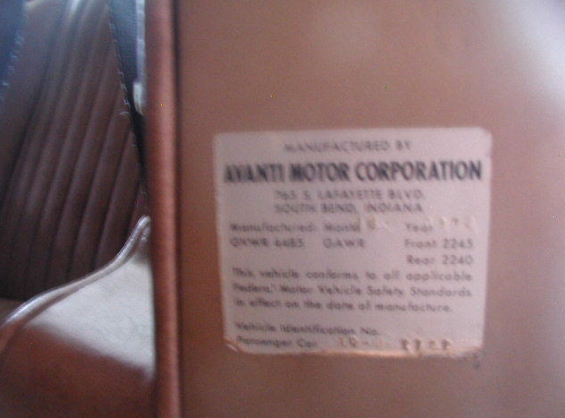 MANUFACTURED BY
AVANTI MOTOR CORPORATION
765 S. LAFAYETTE BLVD.
SOUTH BEND, INDIANA
Manufactured: Month Year
GVWR 4485 GAWR Front 2245
Rear 2240
This vehicle conforms to all applicable
Federal Motor Vehicle Safety Standards
in effect on the date of manufacture.
Vehicle Identification No.
Passenger Car